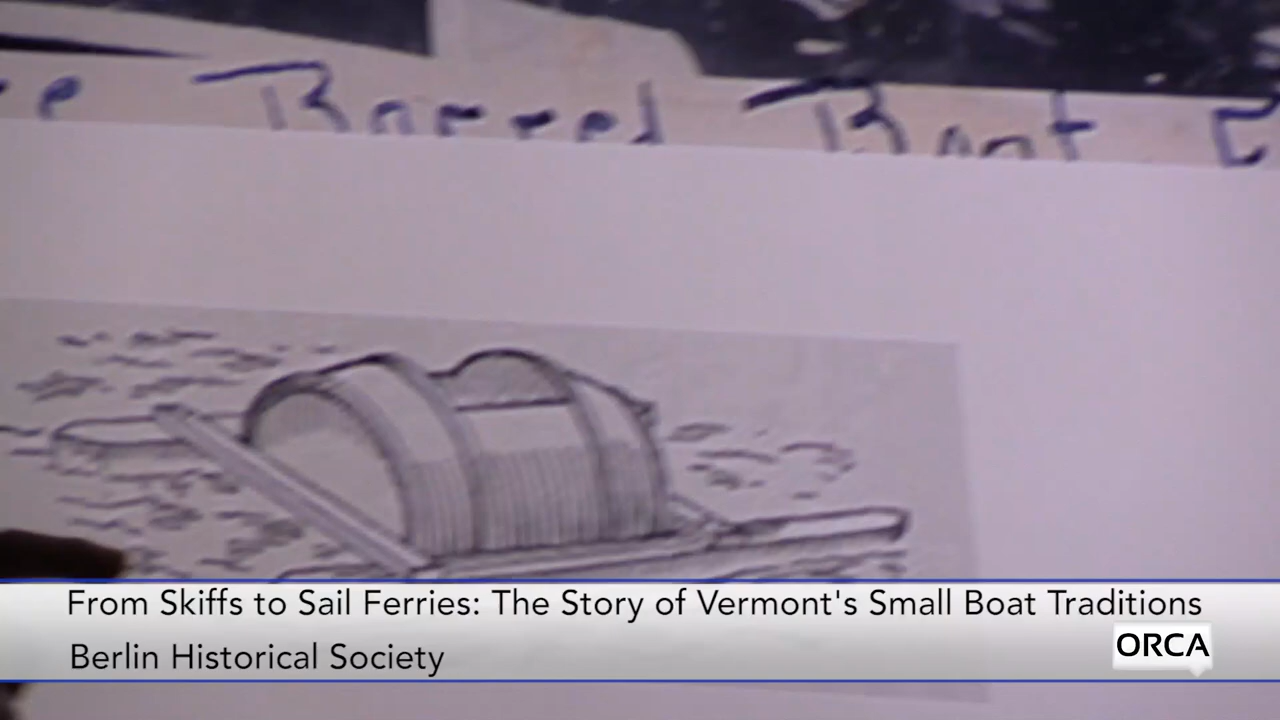 e Barrel Boat
From Skiffs to Sail Ferries: The Story of Vermont's Small Boat Traditions
Berlin Historical Society
ORCA